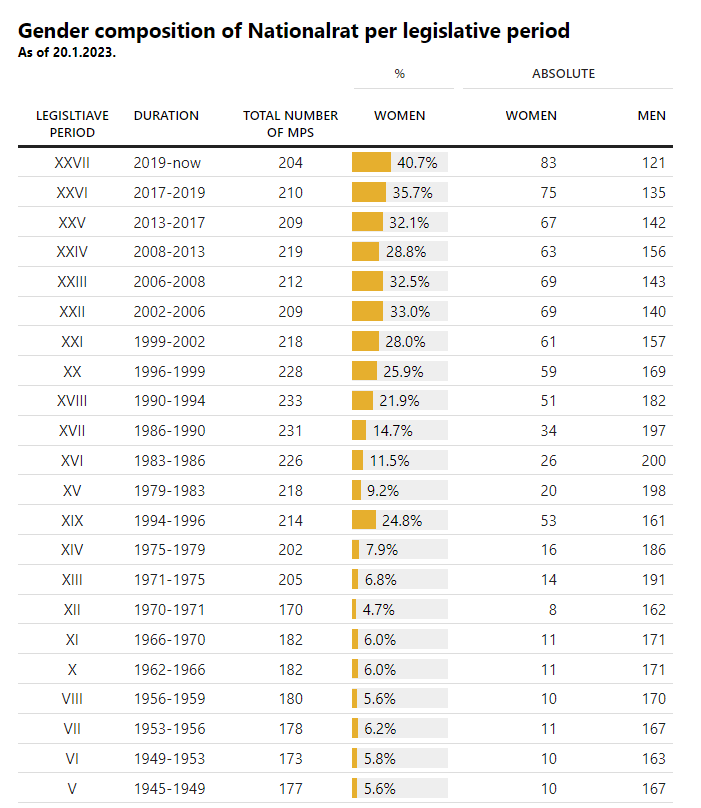 Gender composition of Nationalrat per legislative period
As of 20.1.2023.
% ABSOLUTE
LEGISLTIAVE PERIOD DURATION TOTAL NUMBER OF MPS WOMEN WOMEN MEN
XXVII 2019-now 204 40.7% 83 121
XXVI 2017-2019 210 35.7% 75 135
XXV 2013-2017 209 32.1% 67 142
XXIV 2008-2013 219 28.8% 63 156
XXIII 2006-2008 212 32.5% 69 143
XXII 2002-2006 209 33.0% 69 140
XXI 1999-2002 218 28.0% 61 157
XX 1996-1999 228 25.9% 59 169
XVIII 1990-1994 233 21.9% 51 182
XVII 1986-1990 231 14.7% 34 197
XVI 1983-1986 226 11.5% 26 200
XV 1979-1983 218 9.2% 20 198
XIX 1994-1996 214 24.8% 53 161
XIV 1975-1979 202 7.9% 16 186
XIII 1971-1975 205 6.8% 14 191
XII 1970-1971 170 4.7% 8 162
XI 1966-1970 182 6.0% 11 171
X 1962-1966 182 6.0% 11 171
VIII 1956-1959 180 5.6% 10 170
VII 1953-1956 178 6.2% 11 167
VI 1949-1953 173 5.8% 10 163
V 1945-1949 177 5.6% 10 167